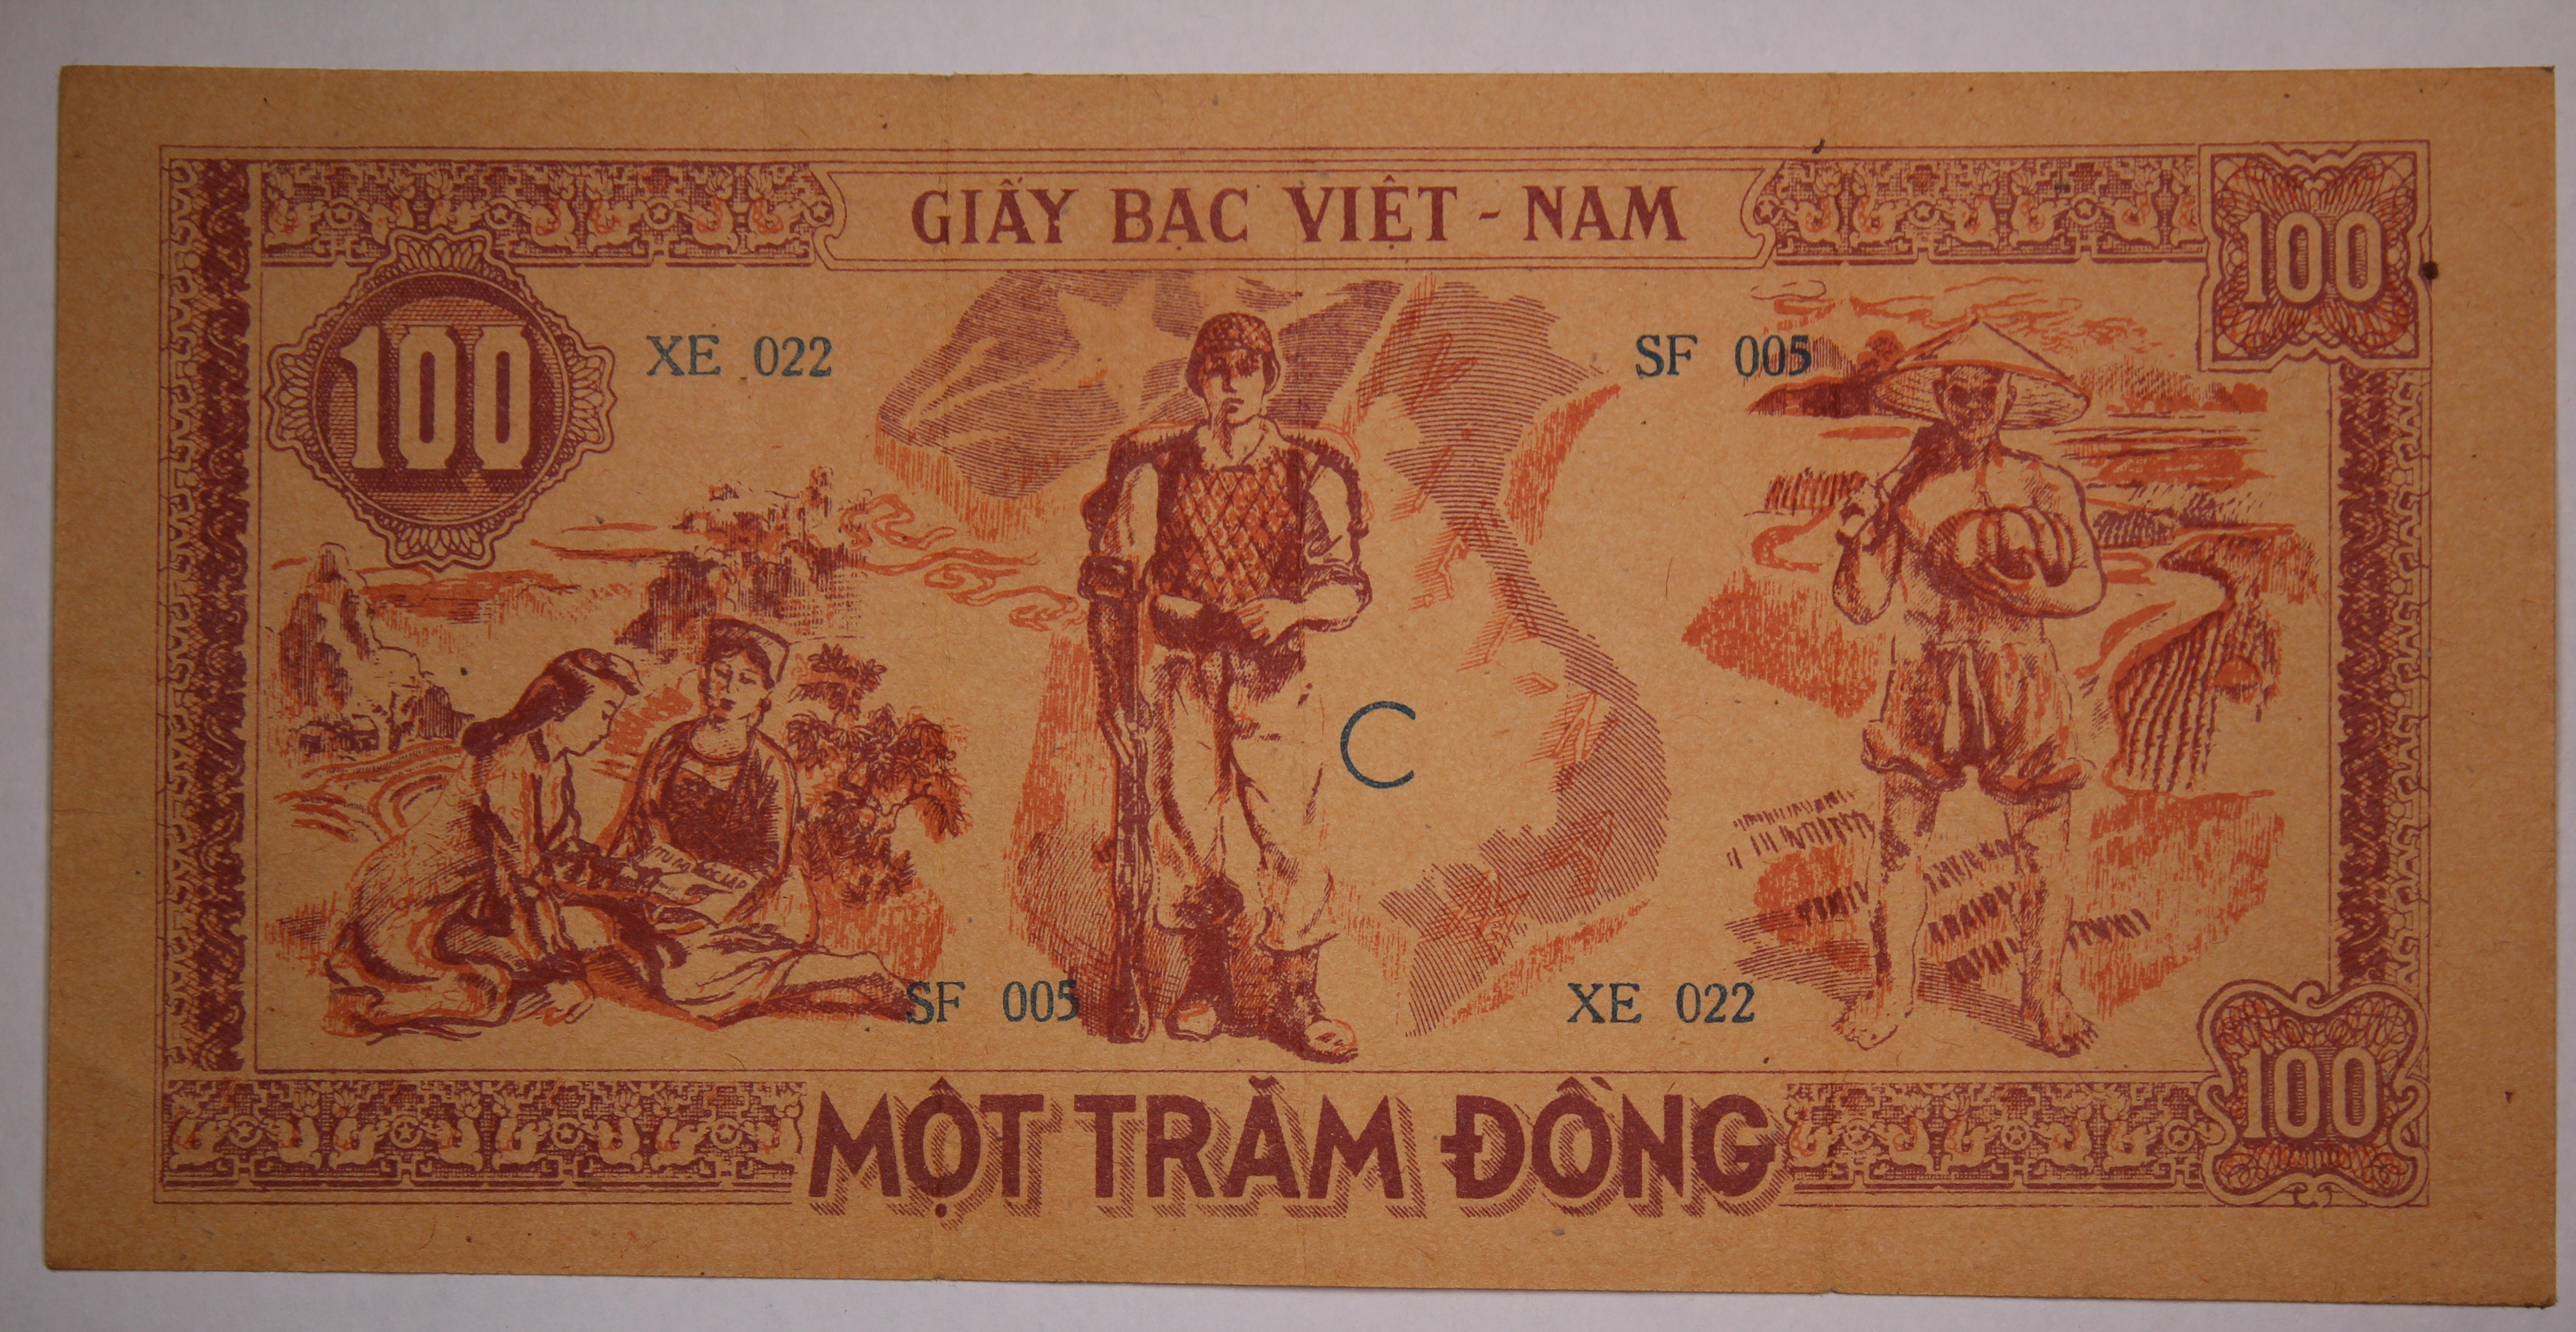 GIẤY BẠC VIỆT-NAM
100
100
XE 022
SF 005
C
SF 005
XE 022
MỘT TRĂM ĐỒNG
100